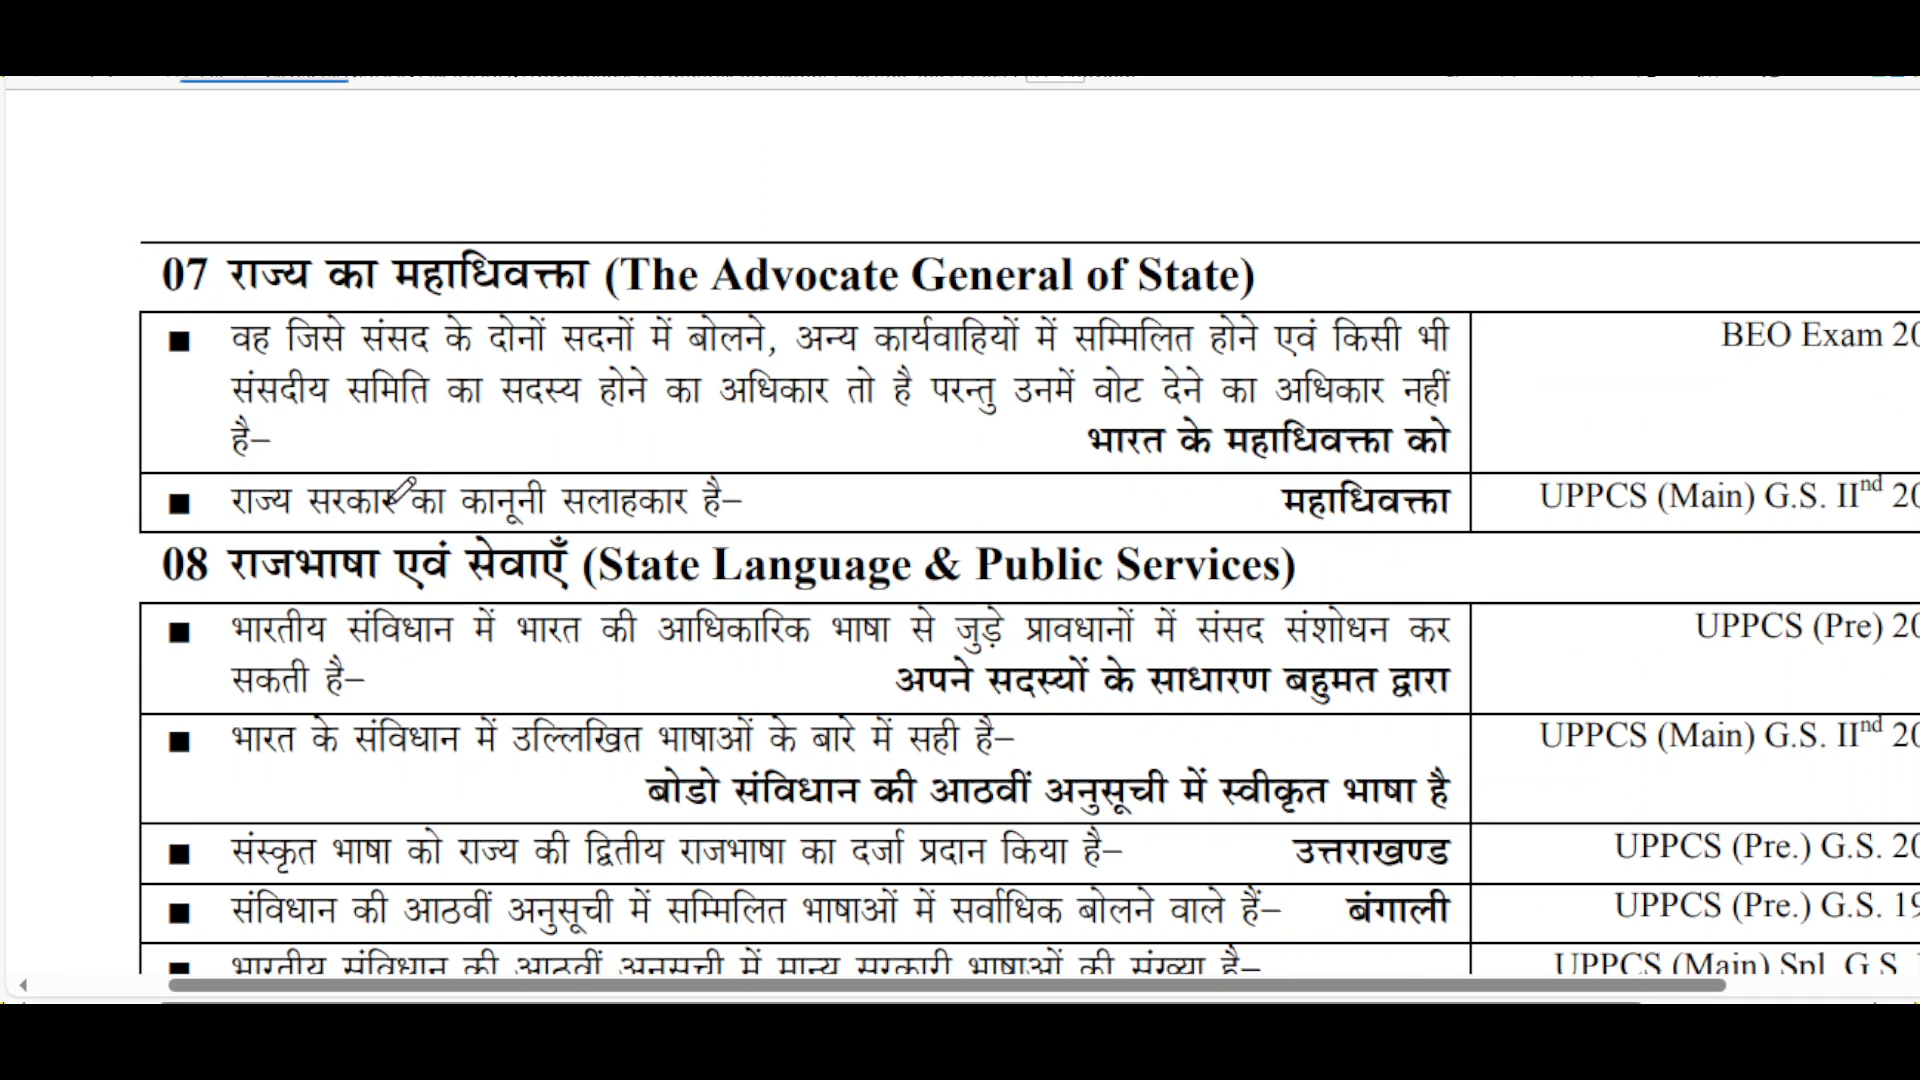 07 राज्य का महाधिवक्ता (The Advocate General of State)
■ वह जिसे संसद के दोनों सदनों में बोलने, अन्य कार्यवाहियों में सम्मिलित होने एवं किसी भी BEO Exam 20
संसदीय समिति का सदस्य होने का अधिकार तो है परन्तु उनमें वोट देने का अधिकार नहीं
है– भारत के महाधिवक्ता को
■ राज्य सरकार का कानूनी सलाहकार है– महाधिवक्ता UPPCS (Main) G.S. IInd 20
08 राजभाषा एवं सेवाएँ (State Language & Public Services)
■ भारतीय संविधान में भारत की आधिकारिक भाषा से जुड़े प्रावधानों में संसद संशोधन कर UPPCS (Pre) 20
सकती है– अपने सदस्यों के साधारण बहुमत द्वारा
■ भारत के संविधान में उल्लिखित भाषाओं के बारे में सही है– UPPCS (Main) G.S. IInd 20
बोडो संविधान की आठवीं अनुसूची में स्वीकृत भाषा है
■ संस्कृत भाषा को राज्य की द्वितीय राजभाषा का दर्जा प्रदान किया है– उत्तराखण्ड UPPCS (Pre.) G.S. 20
■ संविधान की आठवीं अनुसूची में सम्मिलित भाषाओं में सर्वाधिक बोलने वाले हैं– बंगाली UPPCS (Pre.) G.S. 19
■ भारतीय संविधान की आठवीं अनुसूची में मान्य सरकारी भाषाओं की संख्या है– UPPCS (Main) Spl. G.S.